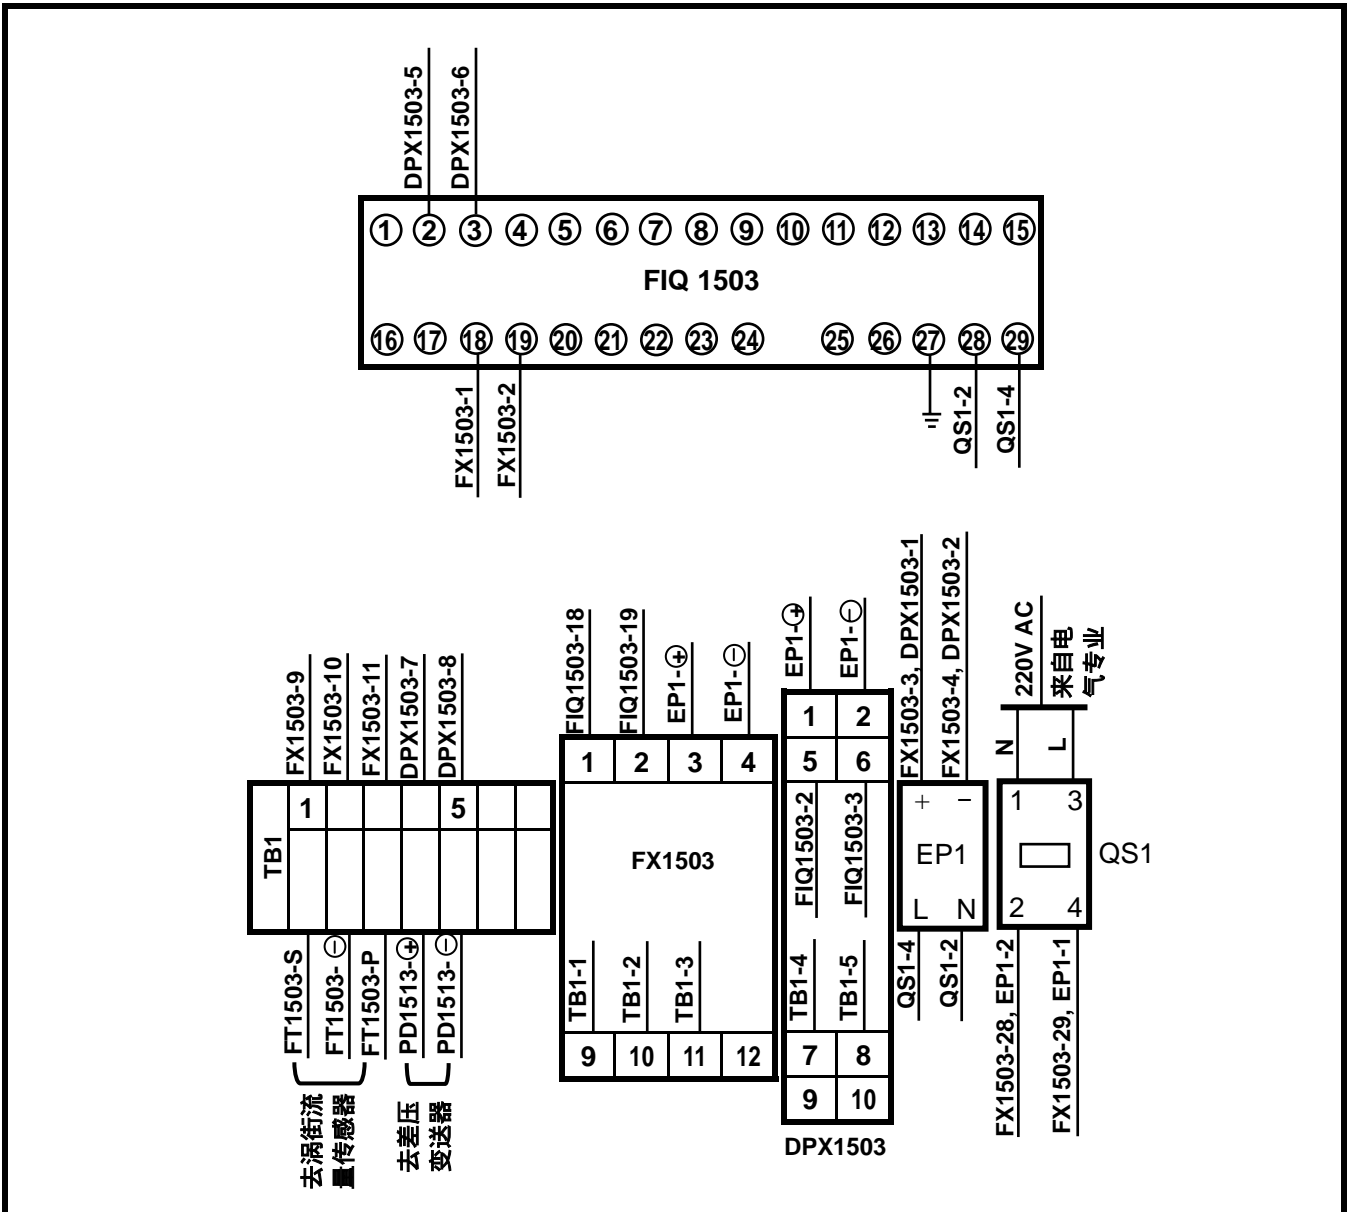 DPX1503-5
DPX1503-6
1 2 3 4 5 6 7 8 9 10 11 12 13 14 15
FIQ 1503
16 17 18 19 20 21 22 23 24 25 26 27 28 29
FX1503-1
FX1503-2
QS1-2
QS1-4
FX1503-9
FX1503-10
FX1503-11
DPX1503-7
DPX1503-8
TB1
1 5
FT1503-S
FT1503-⊖
FT1503-P
PD1513-⊕
PD1513-⊖
去涡街流
量传感器
去差压
变送器
FIQ1503-18
FIQ1503-19
EP1-⊕
EP1-⊖
1 2 3 4
FX1503
TB1-1
TB1-2
TB1-3
9 10 11 12
EP1-⊕
EP1-⊖
1 2
5 6
FIQ1503-2
FIQ1503-3
TB1-4
TB1-5
7 8
9 10
DPX1503
FX1503-3, DPX1503-1
FX1503-4, DPX1503-2
+ −
EP1
L N
QS1-4
QS1-2
220V AC
来自电
气专业
N
L
1 3
QS1
2 4
FX1503-28, EP1-2
FX1503-29, EP1-1